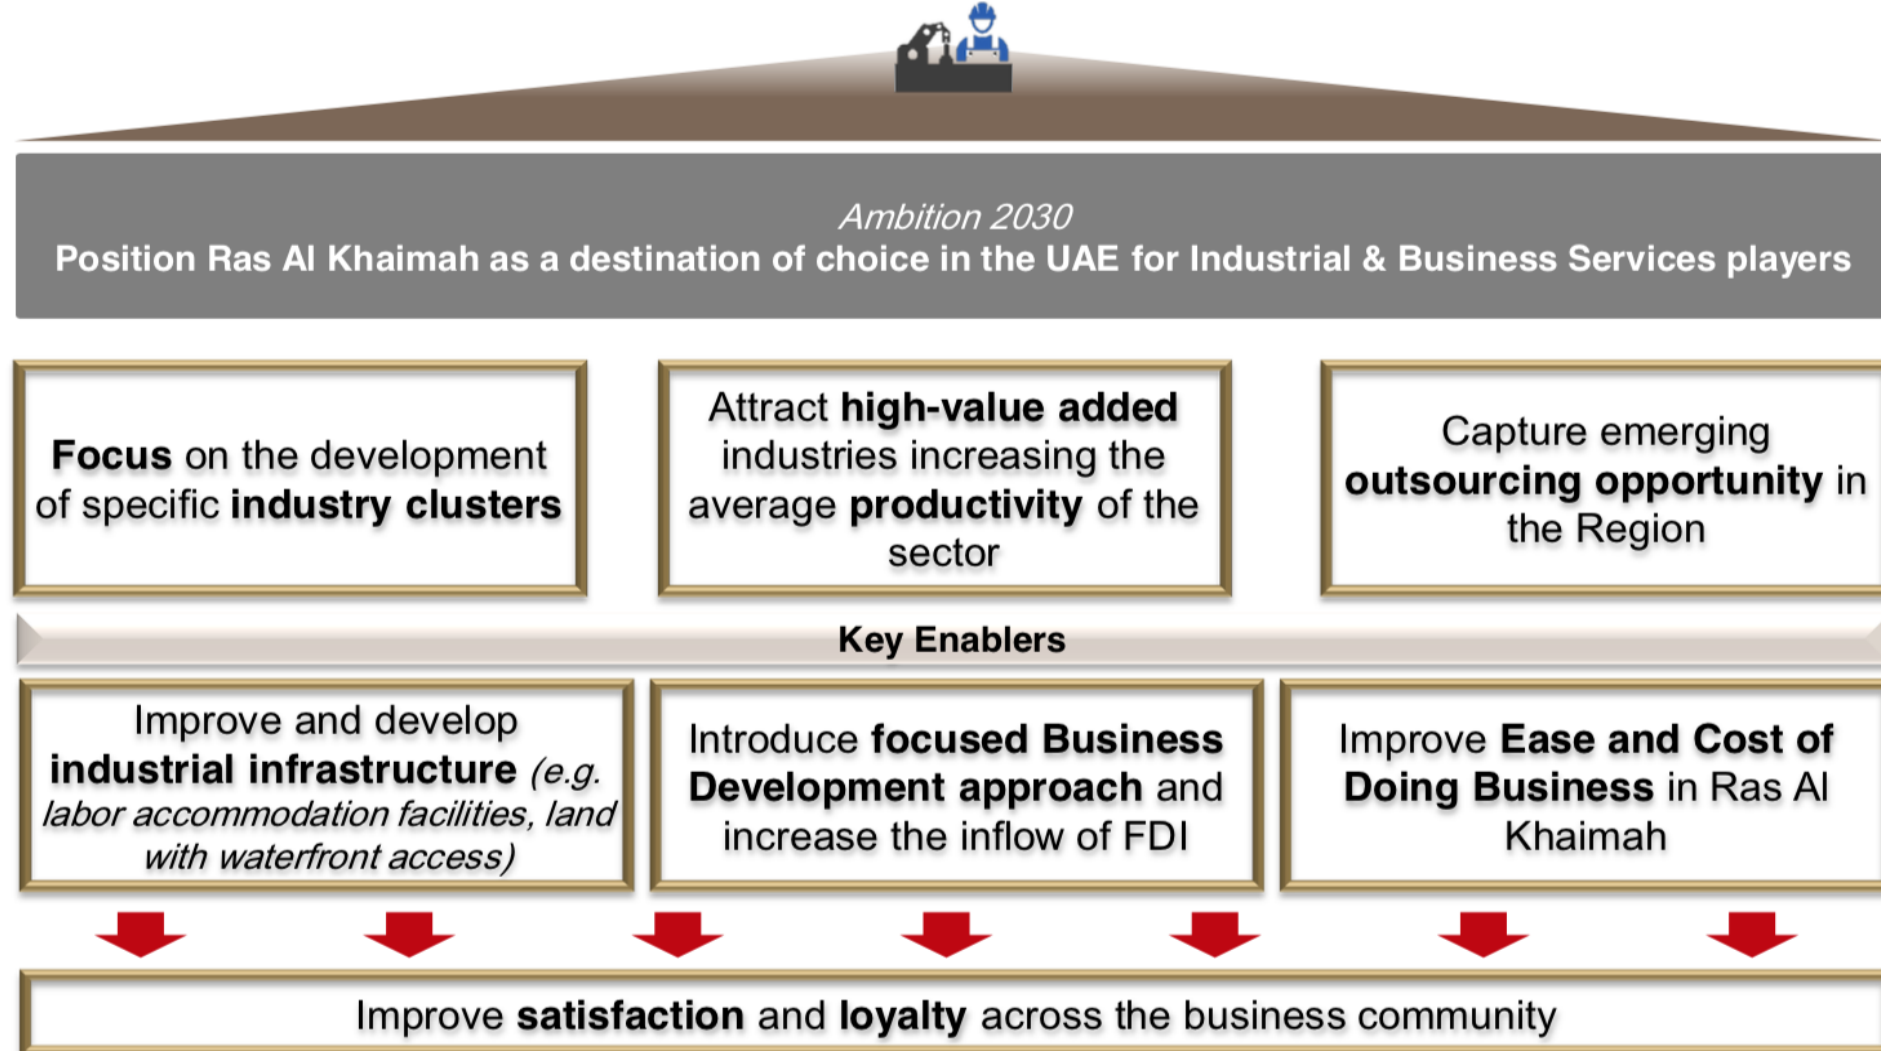 Ambition 2030
Position Ras Al Khaimah as a destination of choice in the UAE for Industrial & Business Services players
Focus on the development
of specific industry clusters
Attract high-value added
industries increasing the
average productivity of the
sector
Capture emerging
outsourcing opportunity in
the Region
Key Enablers
Improve and develop
industrial infrastructure (e.g.
labor accommodation facilities, land
with waterfront access)
Introduce focused Business
Development approach and
increase the inflow of FDI
Improve Ease and Cost of
Doing Business in Ras Al
Khaimah
Improve satisfaction and loyalty across the business community